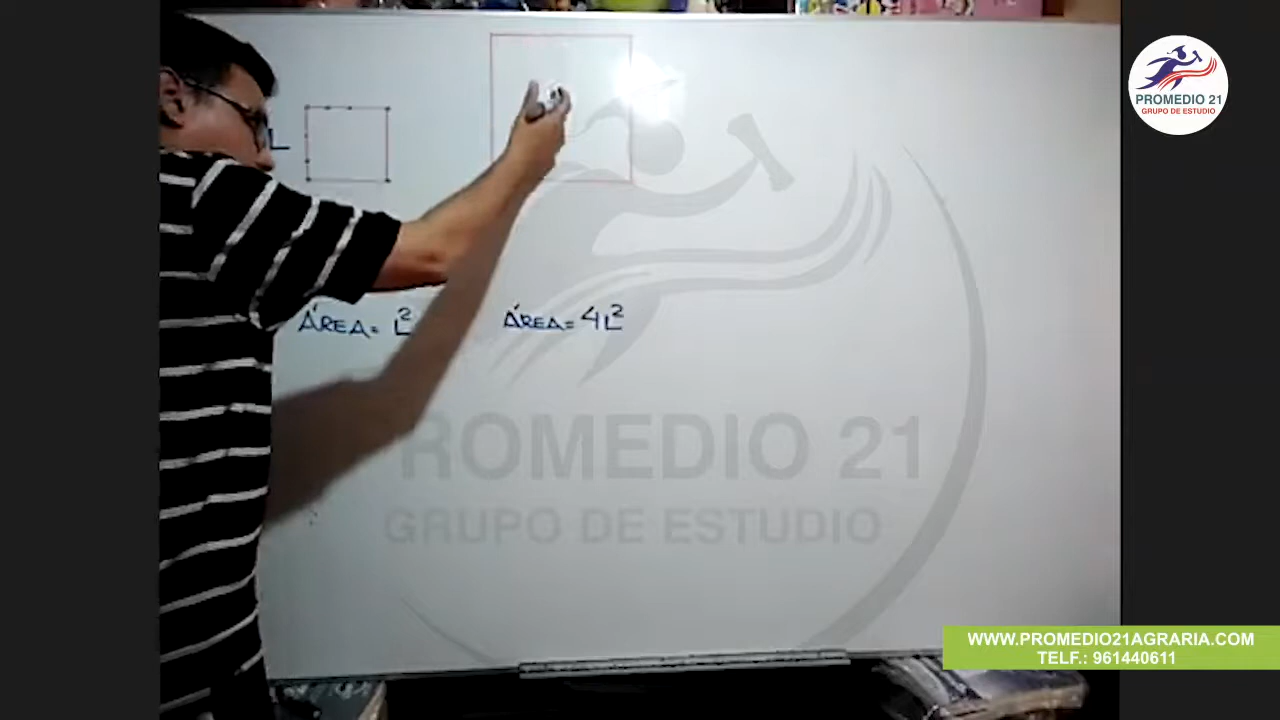 PROMEDIO 21
GRUPO DE ESTUDIO
L
ÁREA = L²
ÁREA = 4L²
PROMEDIO 21
GRUPO DE ESTUDIO
WWW.PROMEDIO21AGRARIA.COM
TELF.: 961440611